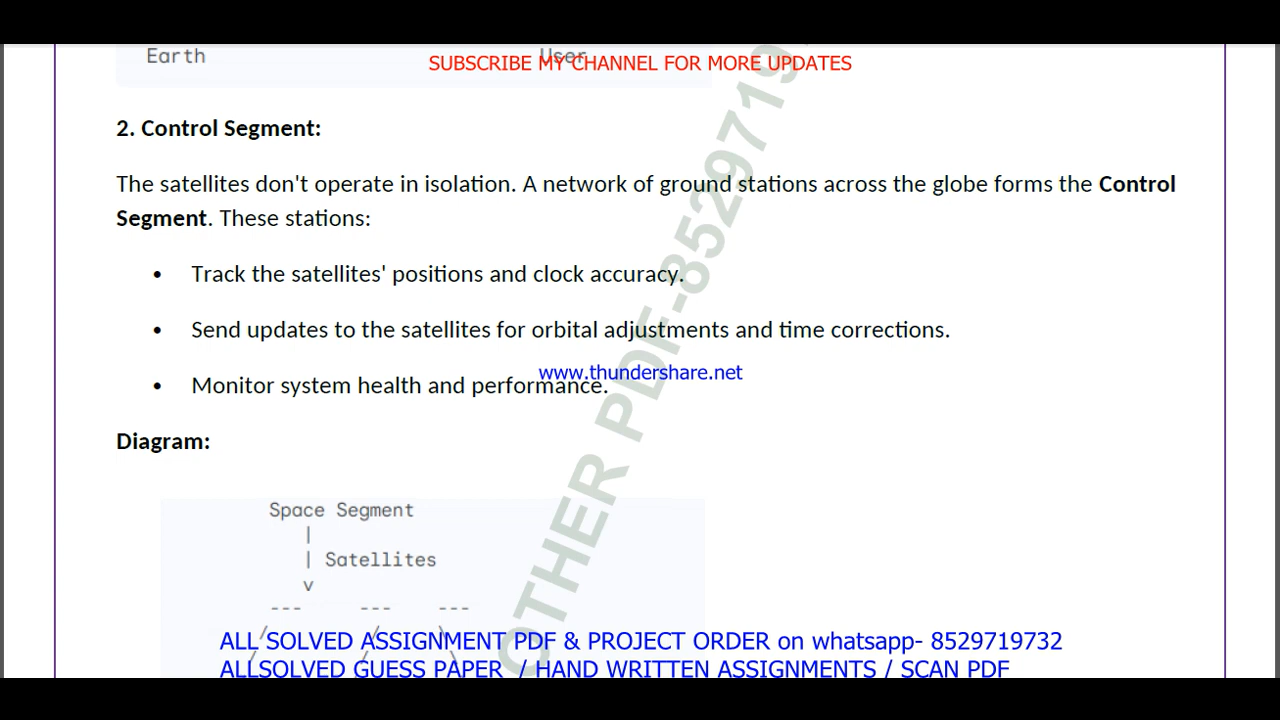 Earth User
SUBSCRIBE MY CHANNEL FOR MORE UPDATES
2. Control Segment:
The satellites don't operate in isolation. A network of ground stations across the globe forms the Control
Segment. These stations:
• Track the satellites' positions and clock accuracy.
• Send updates to the satellites for orbital adjustments and time corrections.
www.thundershare.net
• Monitor system health and performance.
Diagram:
OTHER PDF-8529719
Space Segment
|
| Satellites
v
--- --- ---
/ / \
/ / \
ALL SOLVED ASSIGNMENT PDF & PROJECT ORDER on whatsapp- 8529719732
ALLSOLVED GUESS PAPER / HAND WRITTEN ASSIGNMENTS / SCAN PDF